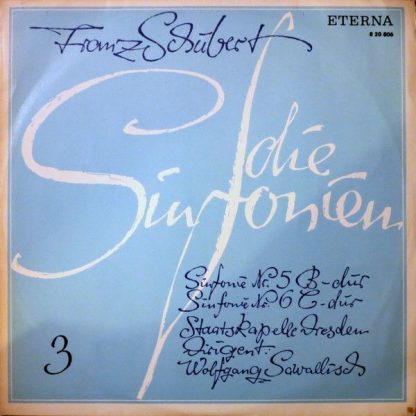 Franz Schubert
ETERNA
8 20 806
die
Sinfonien
Sinfonie Nr. 5 B-dur
Sinfonie Nr. 6 C-dur
Staatskapelle Dresden
Dirigent:
Wolfgang Sawallisch
3